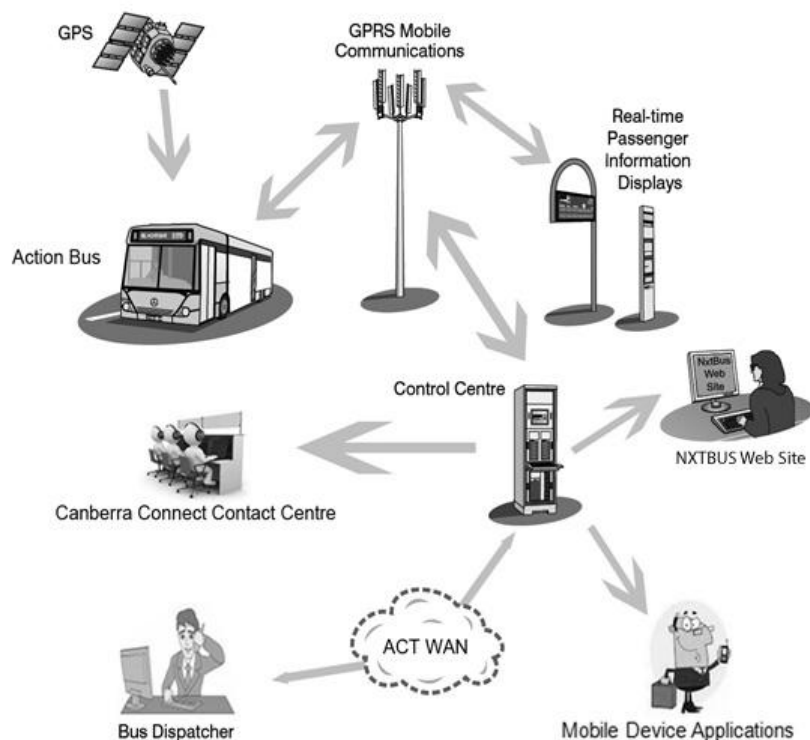 GPS
GPRS Mobile
Communications
Real-time
Passenger
Information
Displays
Action Bus
Control Centre
NxtBus
Web
Site
NXTBUS Web Site
Canberra Connect Contact Centre
ACT WAN
Bus Dispatcher
Mobile Device Applications